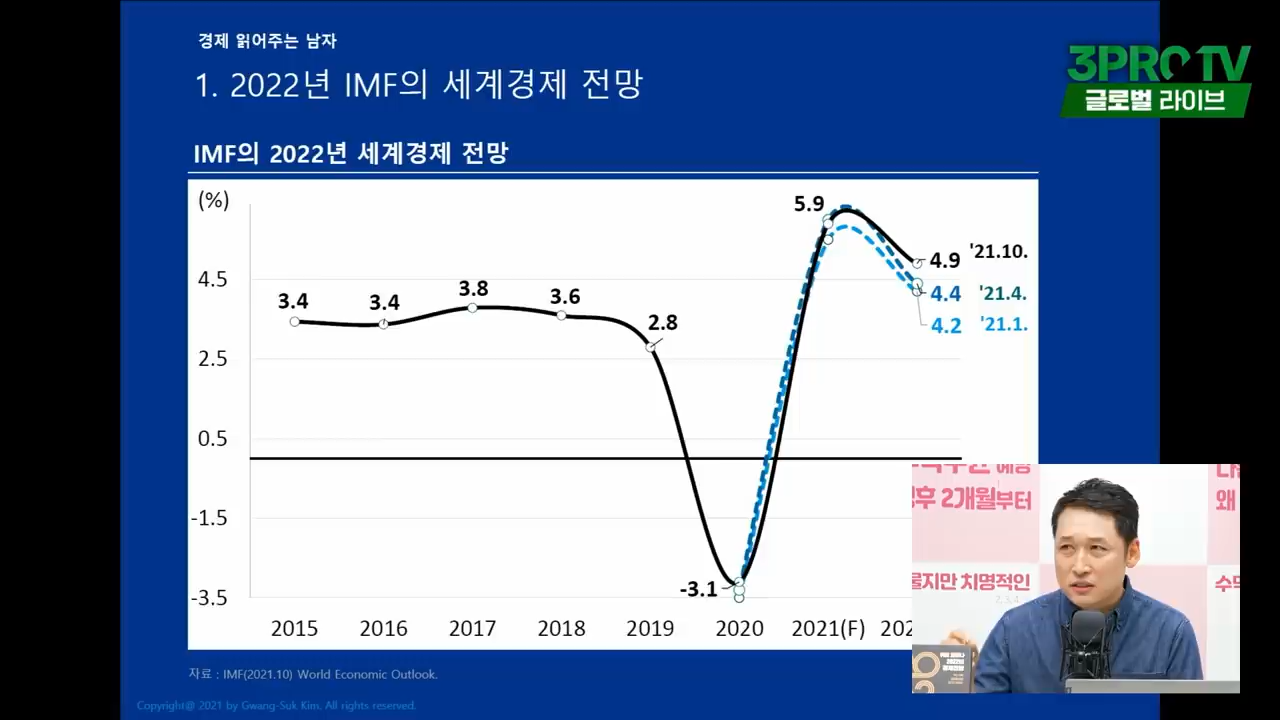 경제 읽어주는 남자
1. 2022년 IMF의 세계경제 전망
3PRO TV
글로벌 라이브
IMF의 2022년 세계경제 전망
(%)
5.9
4.9 '21.10.
4.4 '21.4.
4.2 '21.1.
3.4
3.4
3.8
3.6
2.8
-3.1
4.5
2.5
0.5
-1.5
-3.5
2015 2016 2017 2018 2019 2020 2021(F)
2개월부터
치명적인
왜
자료 : IMF(2021.10) World Economic Outlook.
Copyright@ 2021 by Gwang-Suk Kim. All rights reserved.